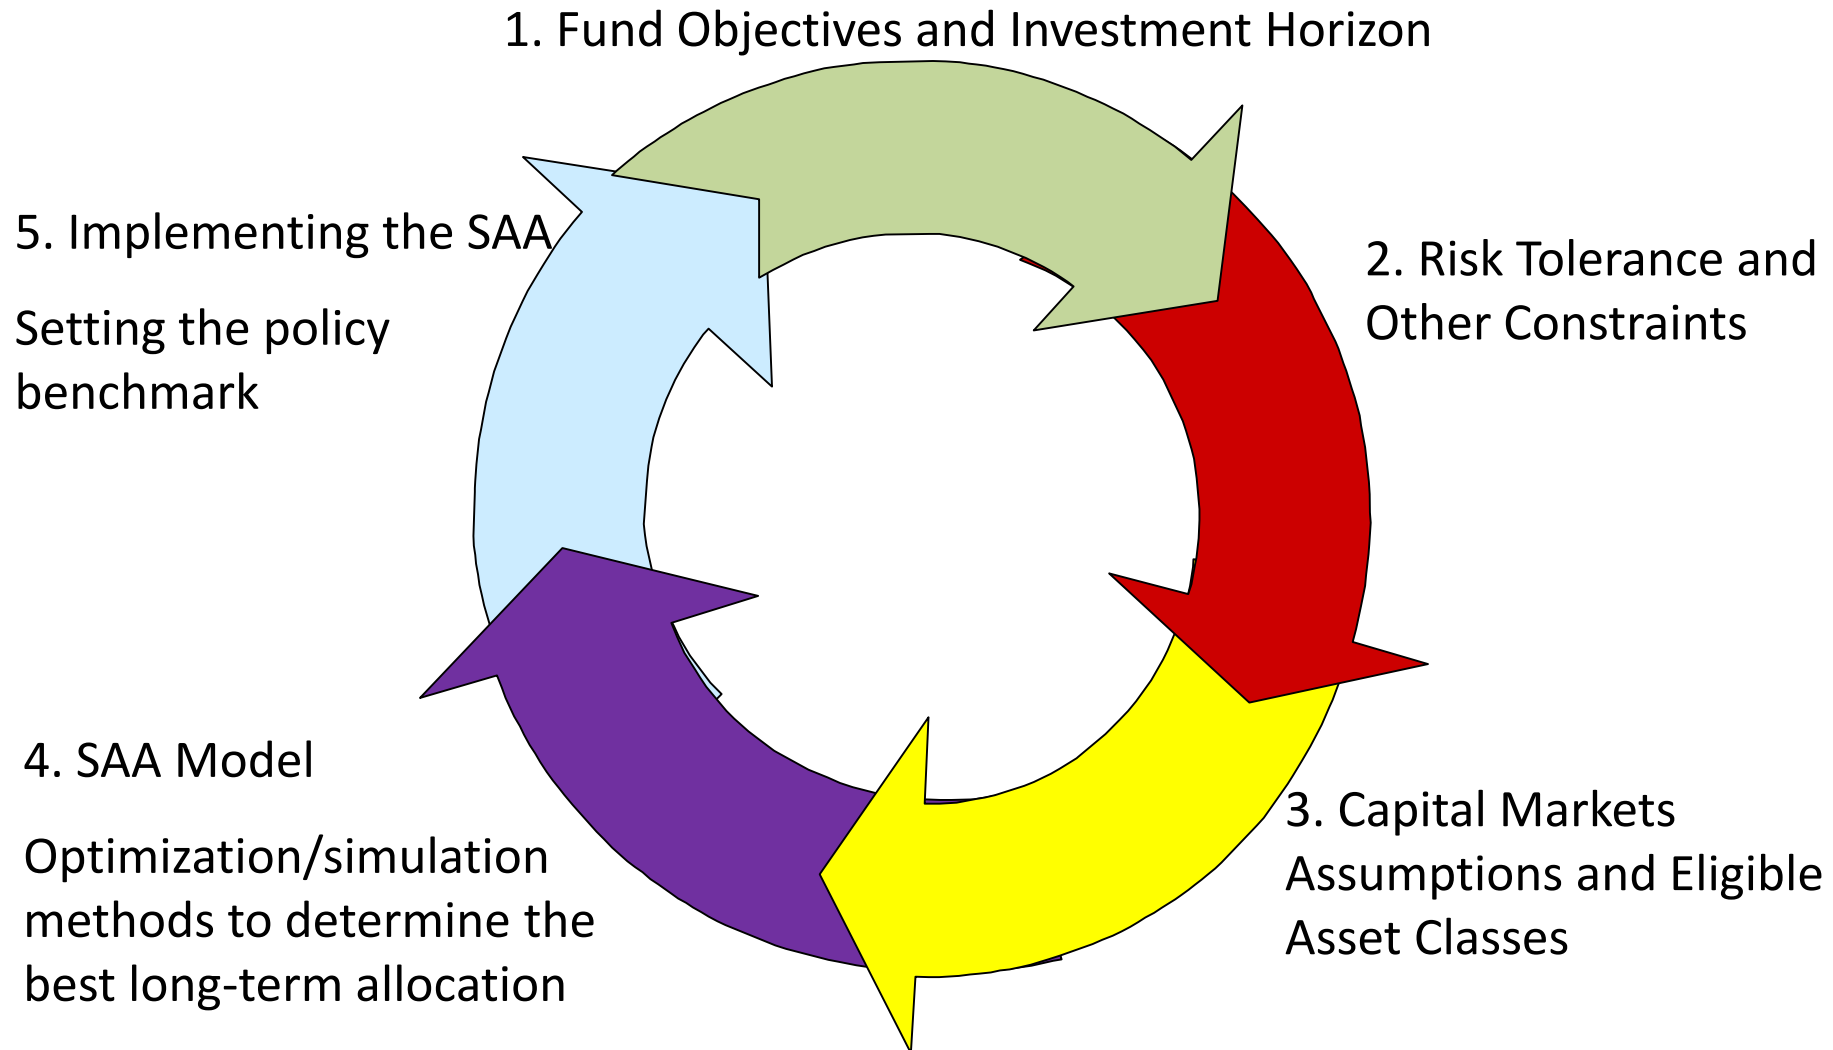 1. Fund Objectives and Investment Horizon
2. Risk Tolerance and
Other Constraints
3. Capital Markets
Assumptions and Eligible
Asset Classes
4. SAA Model
Optimization/simulation
methods to determine the
best long-term allocation
5. Implementing the SAA
Setting the policy
benchmark